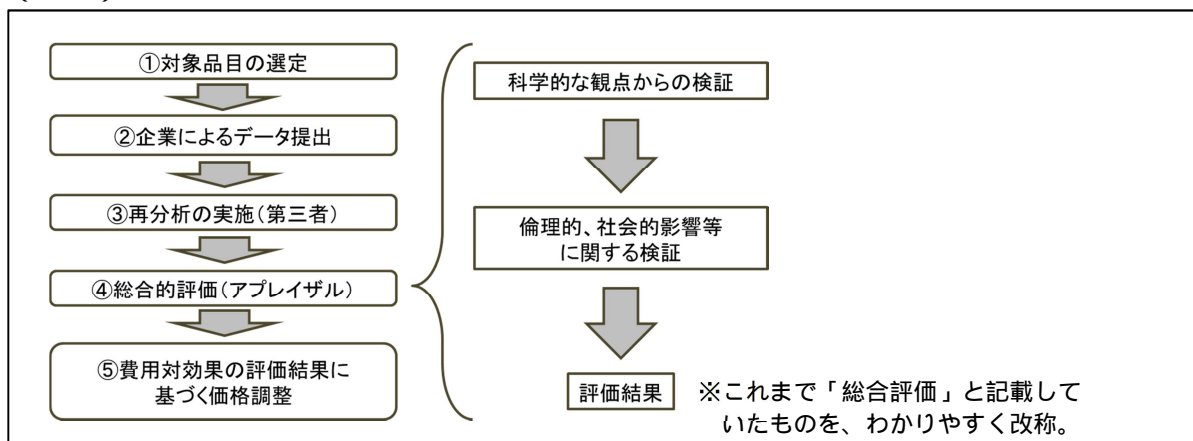 ①対象品目の選定
②企業によるデータ提出
③再分析の実施(第三者)
④総合的評価(アプレイザル)
⑤費用対効果の評価結果に
基づく価格調整
科学的な観点からの検証
倫理的、社会的影響等
に関する検証
評価結果
※これまで「総合評価」と記載して
いたものを、わかりやすく改称。